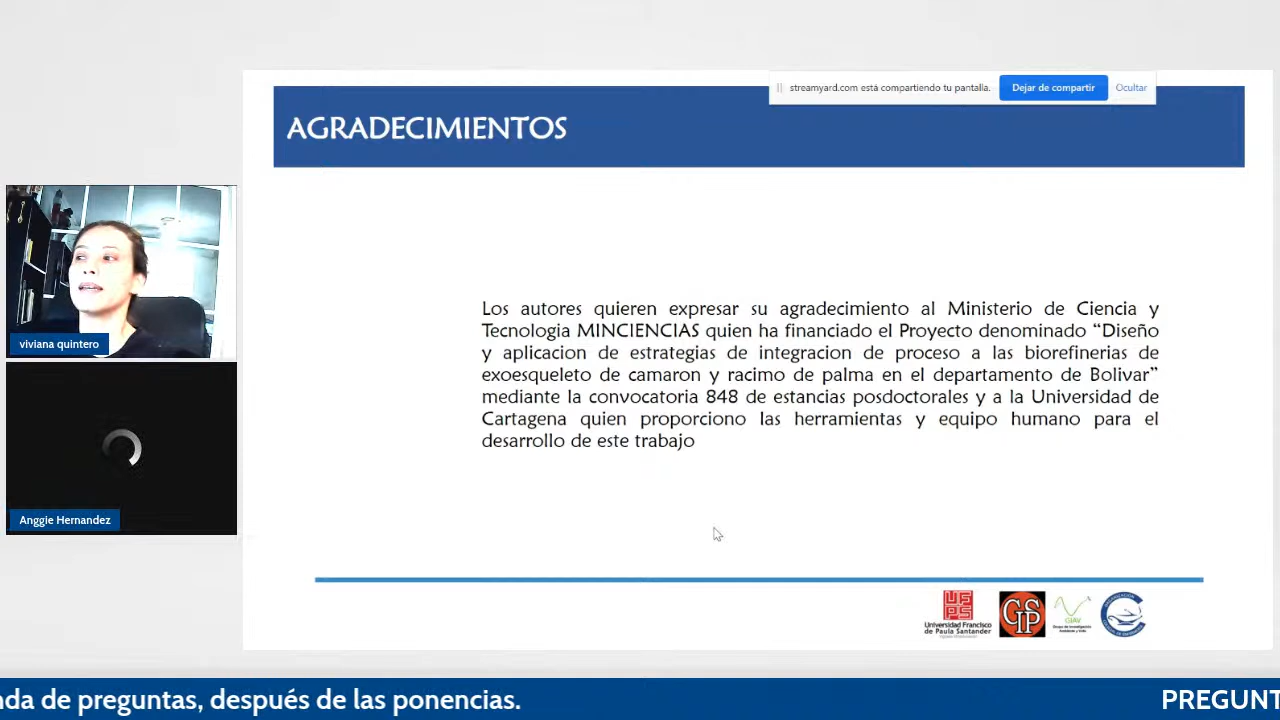 streamyard.com está compartiendo tu pantalla.
Dejar de compartir
Ocultar
AGRADECIMIENTOS
viviana quintero
Anggie Hernandez
Los autores quieren expresar su agradecimiento al Ministerio de Ciencia y
Tecnologia MINCIENCIAS quien ha financiado el Proyecto denominado “Diseño
y aplicacion de estrategias de integracion de proceso a las biorefinerias de
exoesqueleto de camaron y racimo de palma en el departamento de Bolivar”
mediante la convocatoria 848 de estancias posdoctorales y a la Universidad de
Cartagena quien proporciono las herramientas y equipo humano para el
desarrollo de este trabajo
UFPS
Universidad Francisco
de Paula Santander
GIAV
nda de preguntas, después de las ponencias.
PREGUNT